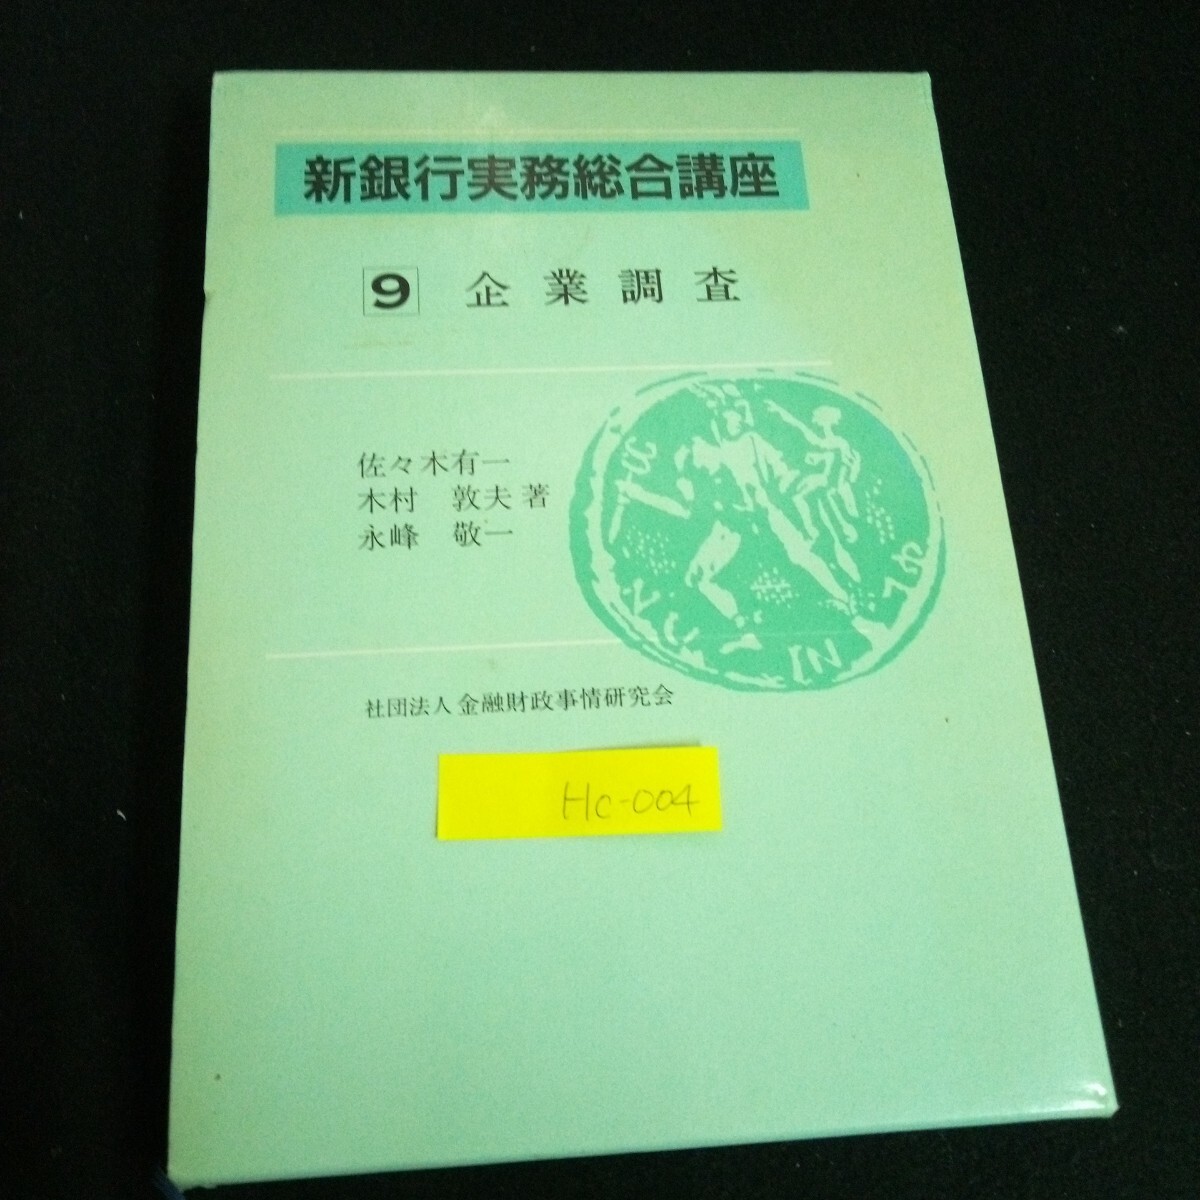 新銀行実務総合講座
9 企業調査
佐々木有一
木村 敦夫 著
永峰 敬一
社団法人 金融財政事情研究会
Hc-004